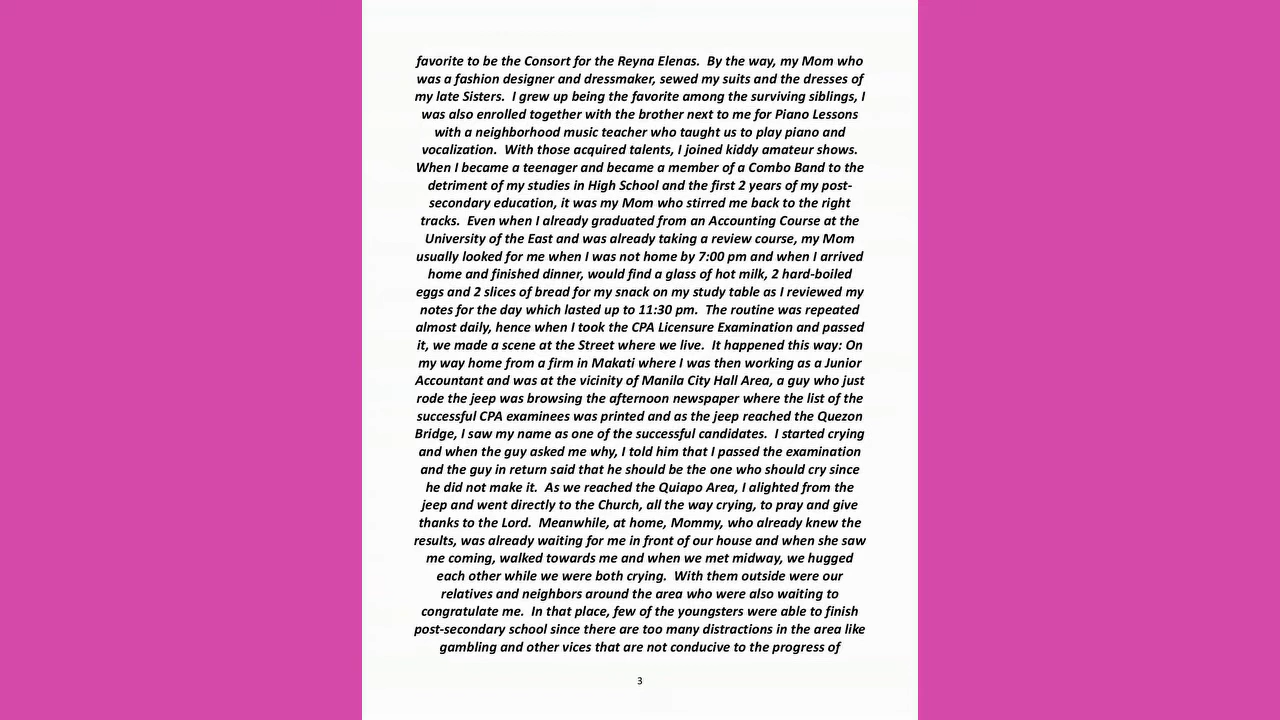 favorite to be the Consort for the Reyna Elenas.  By the way, my Mom who
was a fashion designer and dressmaker, sewed my suits and the dresses of
my late Sisters.  I grew up being the favorite among the surviving siblings, I
was also enrolled together with the brother next to me for Piano Lessons
with a neighborhood music teacher who taught us to play piano and
vocalization.  With those acquired talents, I joined kiddy amateur shows.
When I became a teenager and became a member of a Combo Band to the
detriment of my studies in High School and the first 2 years of my post-
secondary education, it was my Mom who stirred me back to the right
tracks.  Even when I already graduated from an Accounting Course at the
University of the East and was already taking a review course, my Mom
usually looked for me when I was not home by 7:00 pm and when I arrived
home and finished dinner, would find a glass of hot milk, 2 hard-boiled
eggs and 2 slices of bread for my snack on my study table as I reviewed my
notes for the day which lasted up to 11:30 pm.  The routine was repeated
almost daily, hence when I took the CPA Licensure Examination and passed
it, we made a scene at the Street where we live.  It happened this way: On
my way home from a firm in Makati where I was then working as a Junior
Accountant and was at the vicinity of Manila City Hall Area, a guy who just
rode the jeep was browsing the afternoon newspaper where the list of the
successful CPA examinees was printed and as the jeep reached the Quezon
Bridge, I saw my name as one of the successful candidates.  I started crying
and when the guy asked me why, I told him that I passed the examination
and the guy in return said that he should be the one who should cry since
he did not make it.  As we reached the Quiapo Area, I alighted from the
jeep and went directly to the Church, all the way crying, to pray and give
thanks to the Lord.  Meanwhile, at home, Mommy, who already knew the
results, was already waiting for me in front of our house and when she saw
me coming, walked towards me and when we met midway, we hugged
each other while we were both crying.  With them outside were our
relatives and neighbors around the area who were also waiting to
congratulate me.  In that place, few of the youngsters were able to finish
post-secondary school since there are too many distractions in the area like
gambling and other vices that are not conducive to the progress of
3